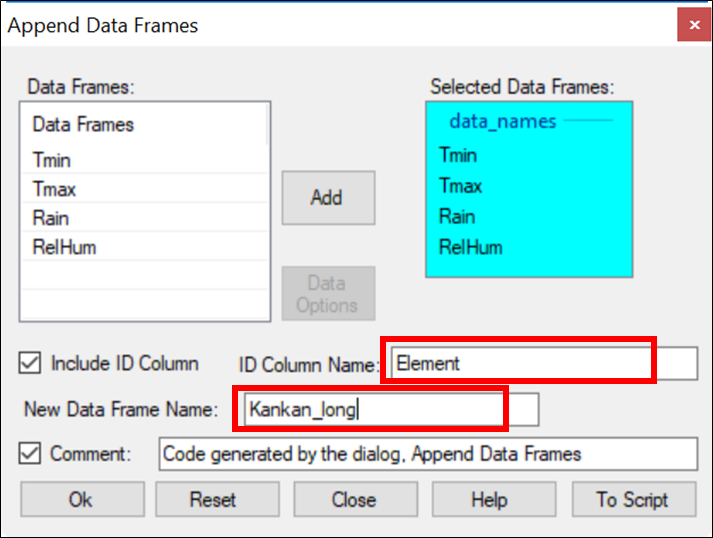 Append Data Frames
Data Frames:
Data Frames
Tmin
Tmax
Rain
RelHum
Add
Data
Options
Selected Data Frames:
data_names
Tmin
Tmax
Rain
RelHum
Include ID Column
ID Column Name: Element
New Data Frame Name: Kankan_long
Comment: Code generated by the dialog, Append Data Frames
Ok Reset Close Help To Script